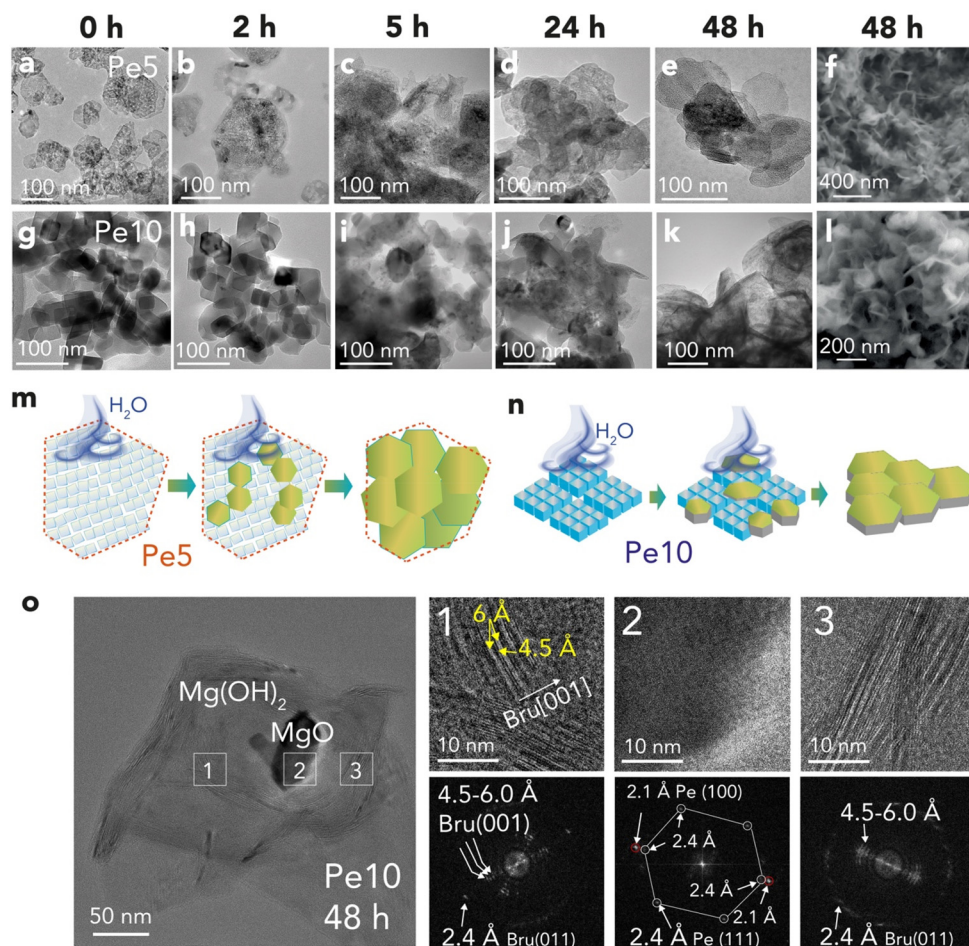 0 h 2 h 5 h 24 h 48 h 48 h
a Pe5 b c d e f
100 nm 100 nm 100 nm 100 nm 100 nm 400 nm
g Pe10 h i j k l
100 nm 100 nm 100 nm 100 nm 100 nm 200 nm
m n
H₂O H₂O
Pe5 Pe10
o
Mg(OH)₂
MgO
1 2 3
Pe10
48 h
50 nm
1 2 3
6 Å
4.5 Å
Bru[001]
10 nm 10 nm 10 nm
4.5-6.0 Å
Bru(001)
2.4 Å Bru(011)
2.1 Å Pe (100)
2.4 Å
2.4 Å
2.1 Å
2.4 Å Pe (111)
4.5-6.0 Å
2.4 Å Bru(011)